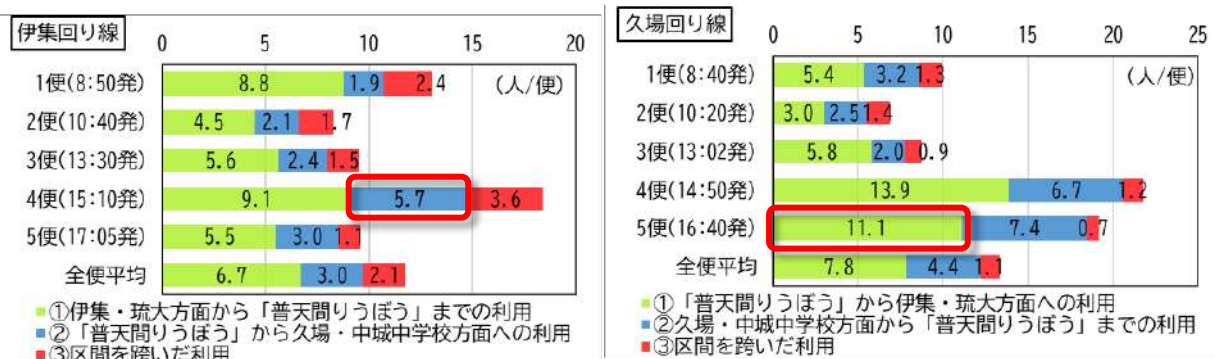 伊集回り線
0 5 10 15 20
(人/便)
1便(8:50発) 8.8 1.9 2.4
2便(10:40発) 4.5 2.1 1.7
3便(13:30発) 5.6 2.4 1.5
4便(15:10発) 9.1 5.7 3.6
5便(17:05発) 5.5 3.0 1.1
全便平均 6.7 3.0 2.1
■①伊集・琉大方面から「普天間りうぼう」までの利用
■②「普天間りうぼう」から久場・中城中学校方面への利用
■③区間を跨いだ利用
久場回り線
0 5 10 15 20 25
(人/便)
1便(8:40発) 5.4 3.2 1.3
2便(10:20発) 3.0 2.5 1.4
3便(13:02発) 5.8 2.0 0.9
4便(14:50発) 13.9 6.7 1.2
5便(16:40発) 11.1 7.4 0.7
全便平均 7.8 4.4 1.1
■①「普天間りうぼう」から伊集・琉大方面への利用
■②久場・中城中学校方面から「普天間りうぼう」までの利用
■③区間を跨いだ利用